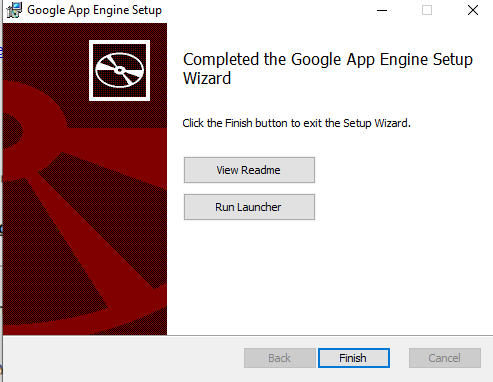 Google App Engine Setup
Completed the Google App Engine Setup
Wizard
Click the Finish button to exit the Setup Wizard.
View Readme
Run Launcher
Back
Finish
Cancel